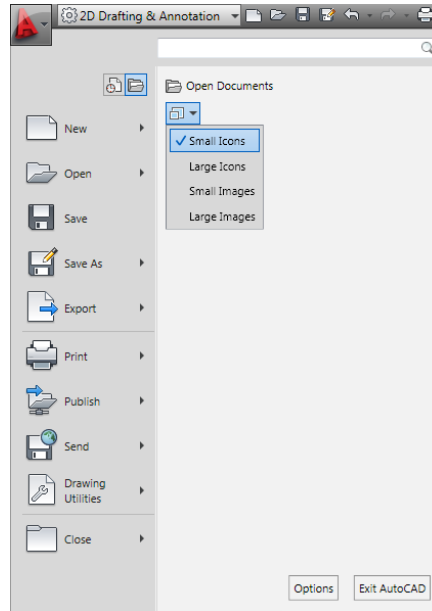 2D Drafting & Annotation
Open Documents
Small Icons
Large Icons
Small Images
Large Images
New
Open
Save
Save As
Export
Print
Publish
Send
Drawing
Utilities
Close
Options
Exit AutoCAD